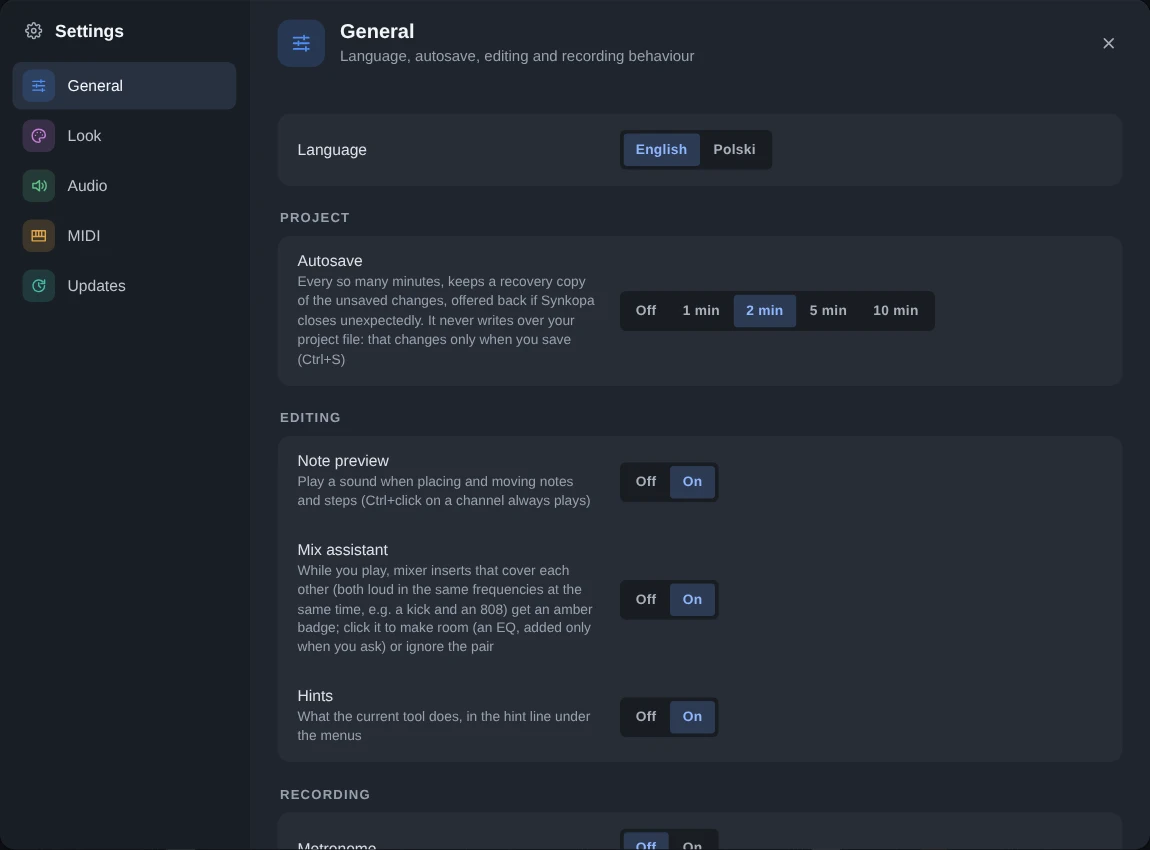 Settings
General
Look
Audio
MIDI
Updates
General
Language, autosave, editing and recording behaviour
Language
English Polski
PROJECT
Autosave
Every so many minutes, keeps a recovery copy
of the unsaved changes, offered back if Synkopa
closes unexpectedly. It never writes over your
project file: that changes only when you save
(Ctrl+S)
Off 1 min 2 min 5 min 10 min
EDITING
Note preview
Play a sound when placing and moving notes
and steps (Ctrl+click on a channel always plays)
Off On
Mix assistant
While you play, mixer inserts that cover each
other (both loud in the same frequencies at the
same time, e.g. a kick and an 808) get an amber
badge; click it to make room (an EQ, added only
when you ask) or ignore the pair
Off On
Hints
What the current tool does, in the hint line under
the menus
Off On
RECORDING
Metronome
Off On